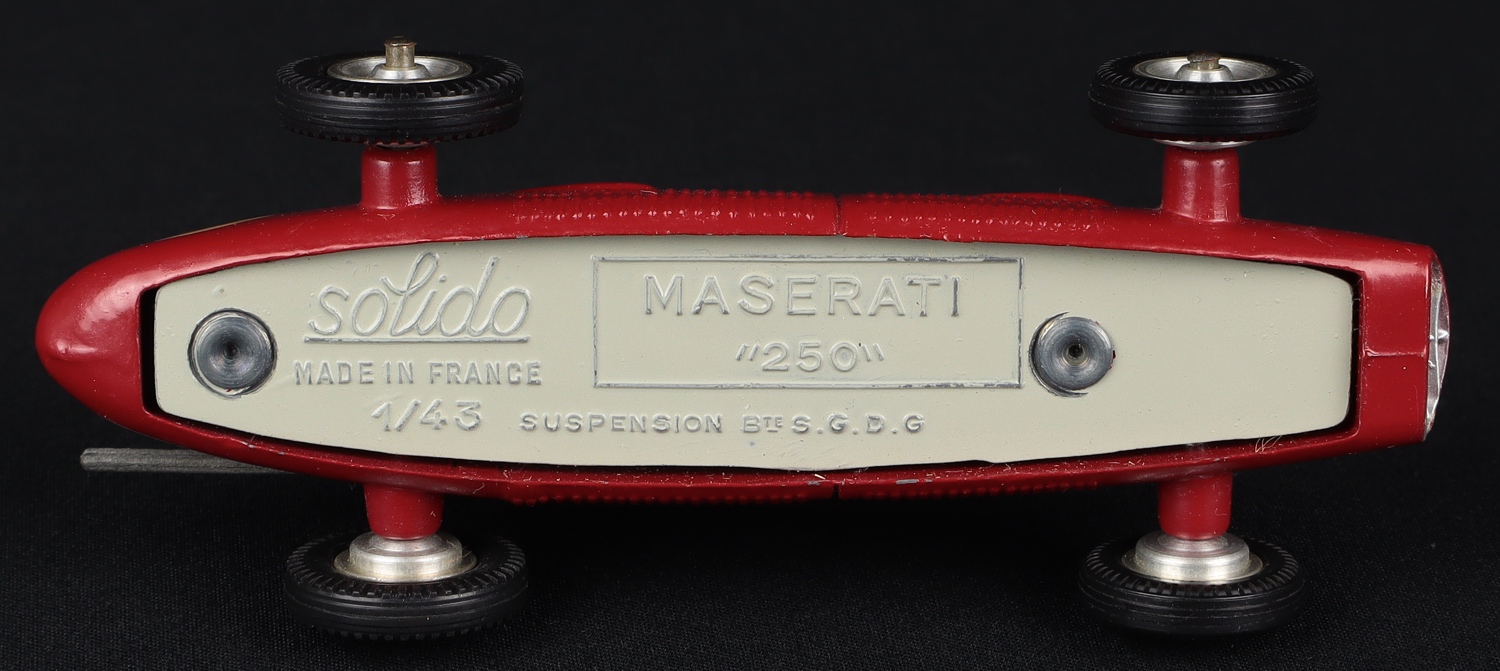 solido
MADE IN FRANCE
1/43
MASERATI
"250"
SUSPENSION BTE S.G.D.G